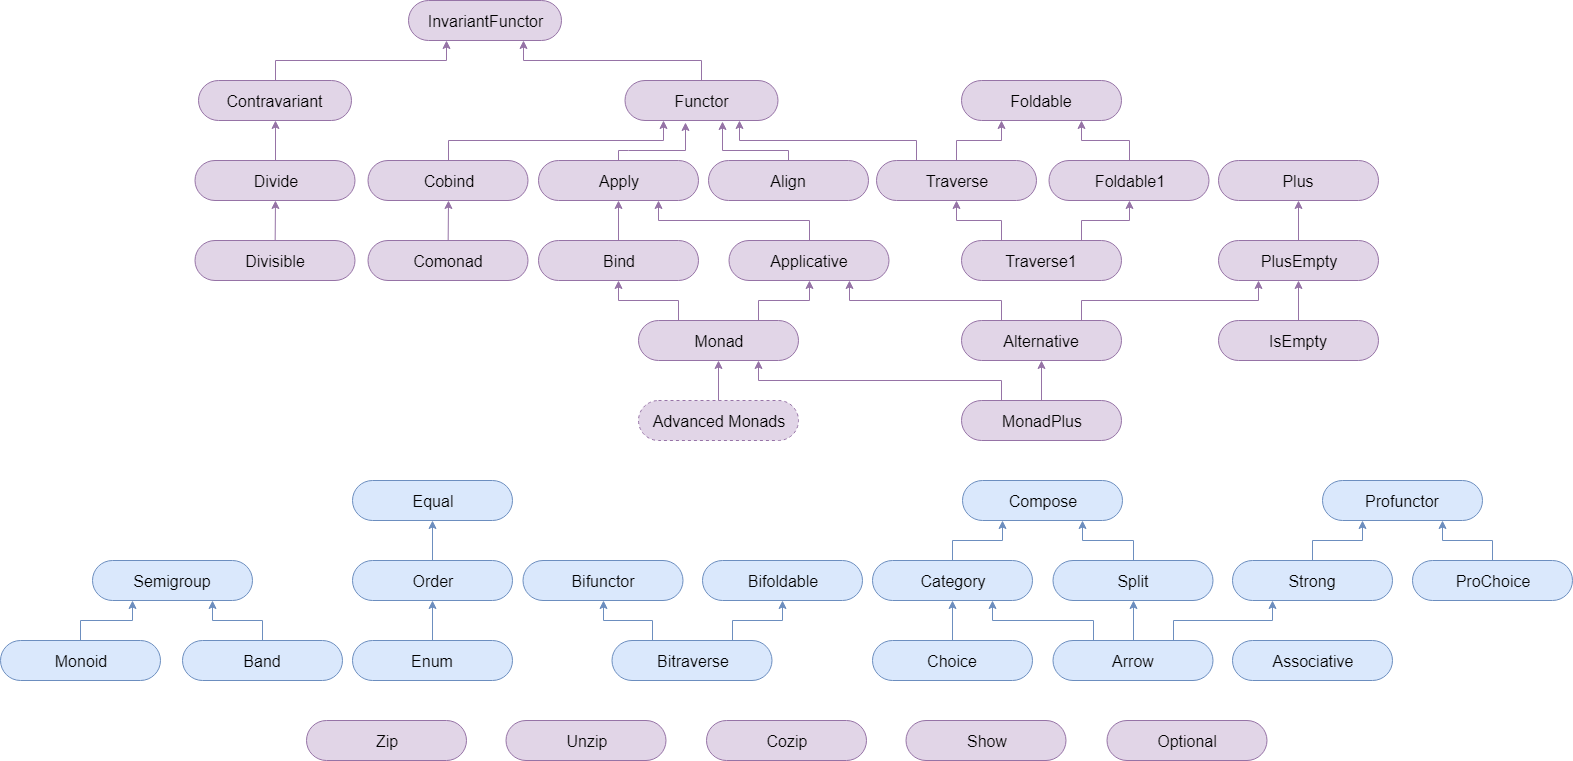 InvariantFunctor
Contravariant
Functor
Foldable
Divide
Cobind
Apply
Align
Traverse
Foldable1
Plus
Divisible
Comonad
Bind
Applicative
Traverse1
PlusEmpty
Monad
Alternative
IsEmpty
Advanced Monads
MonadPlus
Equal
Compose
Profunctor
Semigroup
Order
Bifunctor
Bifoldable
Category
Split
Strong
ProChoice
Monoid
Band
Enum
Bitraverse
Choice
Arrow
Associative
Zip
Unzip
Cozip
Show
Optional